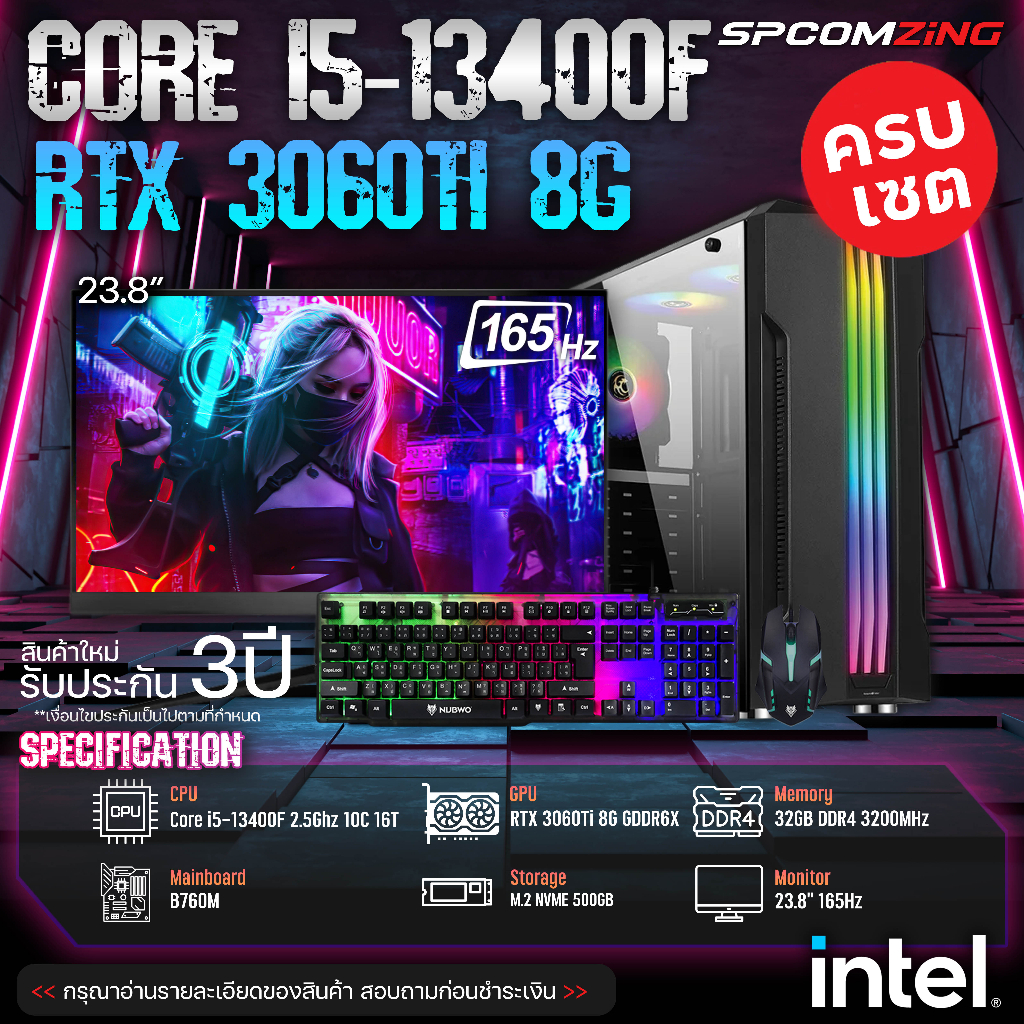 CORE I5-13400F
SPCOMZiNG
RTX 3060TI 8G
ครบ
เซต
23.8"
165Hz
NUBWO
สินค้าใหม่
รับประกัน 3ปี
**เงื่อนไขประกันเป็นไปตามที่กำหนด
SPECIFICATION
CPU
CPU
Core i5-13400F 2.5Ghz 10C 16T
GPU
RTX 3060Ti 8G GDDR6X
DDR4
Memory
32GB DDR4 3200MHz
Mainboard
B760M
Storage
M.2 NVME 500GB
Monitor
23.8" 165Hz
<< กรุณาอ่านรายละเอียดของสินค้า สอบถามก่อนชำระเงิน >>
intel®